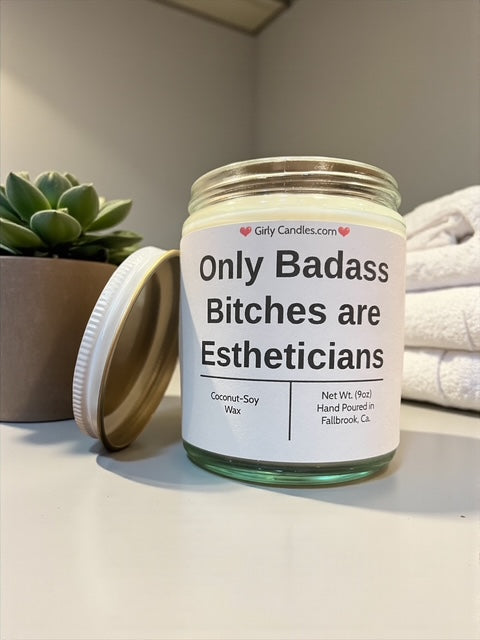 ❤ Girly Candles.com ❤
Only Badass
Bitches are
Estheticians
Coconut-Soy
Wax
Net Wt. (9oz)
Hand Poured in
Fallbrook, Ca.